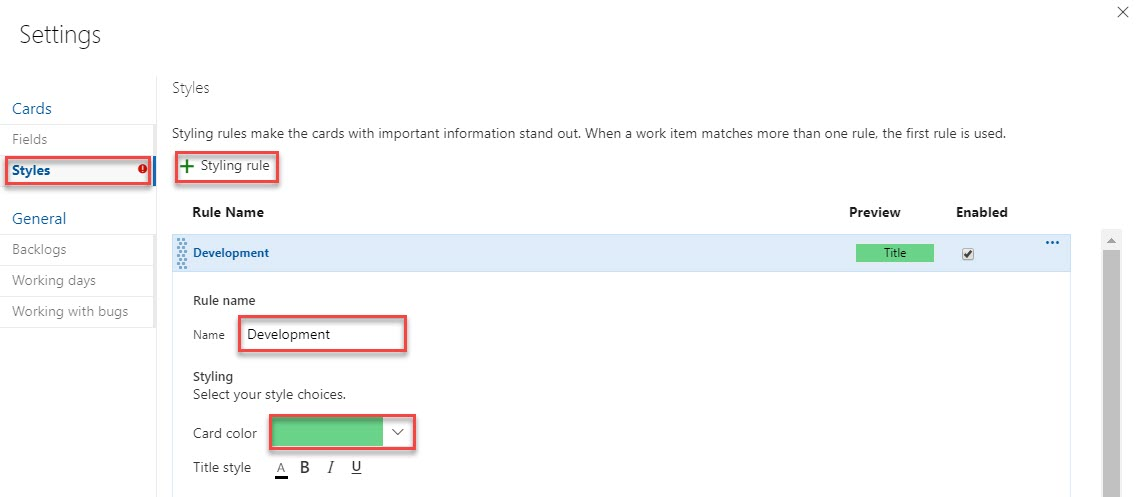 Settings
Cards
Fields
Styles
General
Backlogs
Working days
Working with bugs
Styles
Styling rules make the cards with important information stand out. When a work item matches more than one rule, the first rule is used.
Styling rule
Rule Name Preview Enabled
Development Title
Rule name
Name Development
Styling
Select your style choices.
Card color
Title style A B I U